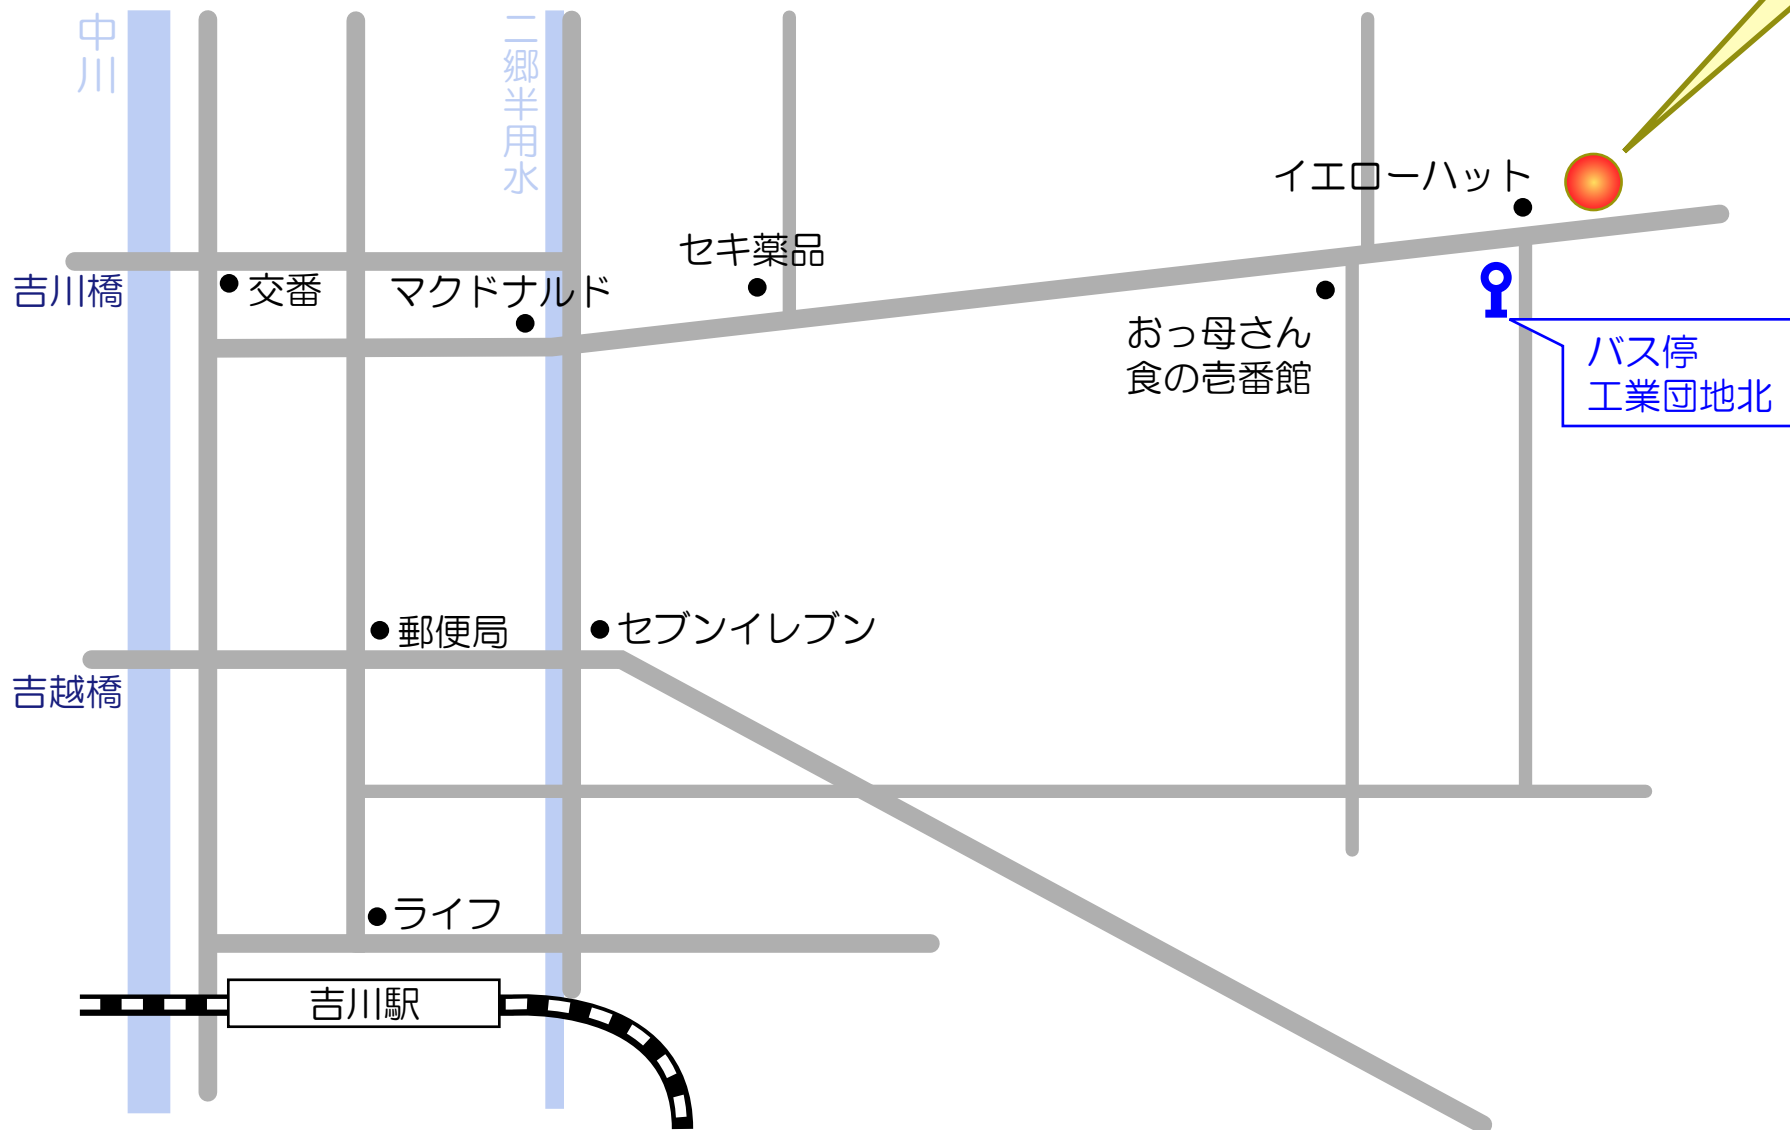 中川
二郷半用水
イエローハット
セキ薬品
吉川橋
交番
マクドナルド
おっ母さん
食の壱番館
バス停
工業団地北
郵便局
セブンイレブン
吉越橋
ライフ
吉川駅